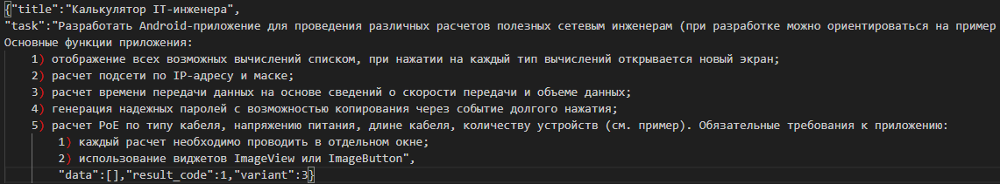 {"title":"Калькулятор IT-инженера",
"task":"Разработать Android-приложение для проведения различных расчетов полезных сетевым инженерам (при разработке можно ориентироваться на пример
Основные функции приложения:
1) отображение всех возможных вычислений списком, при нажатии на каждый тип вычислений открывается новый экран;
2) расчет подсети по IP-адресу и маске;
3) расчет времени передачи данных на основе сведений о скорости передачи и объеме данных;
4) генерация надежных паролей с возможностью копирования через событие долгого нажатия;
5) расчет PoE по типу кабеля, напряжению питания, длине кабеля, количеству устройств (см. пример). Обязательные требования к приложению:
1) каждый расчет необходимо проводить в отдельном окне;
2) использование виджетов ImageView или ImageButton",
"data":[],"result_code":1,"variant":3}